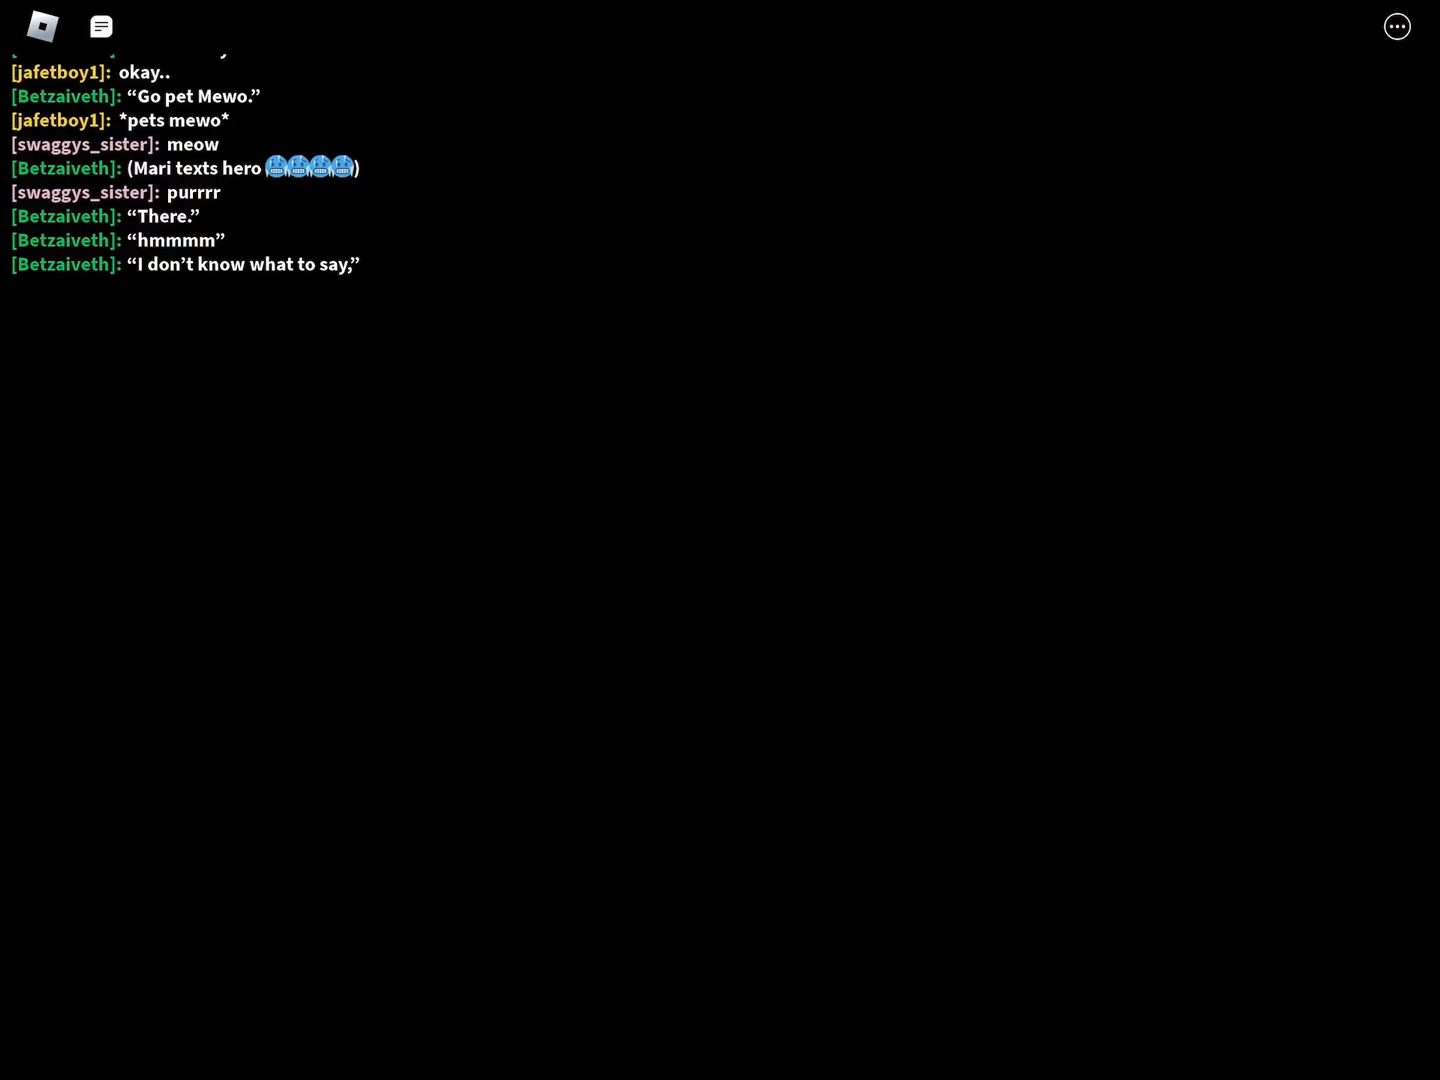 [jafetboy1]: okay..
[Betzaiveth]: “Go pet Mewo.”
[jafetboy1]: *pets mewo*
[swaggys_sister]: meow
[Betzaiveth]: (Mari texts hero 🥶🥶🥶🥶)
[swaggys_sister]: purrrr
[Betzaiveth]: “There.”
[Betzaiveth]: “hmmmm”
[Betzaiveth]: “I don’t know what to say,”